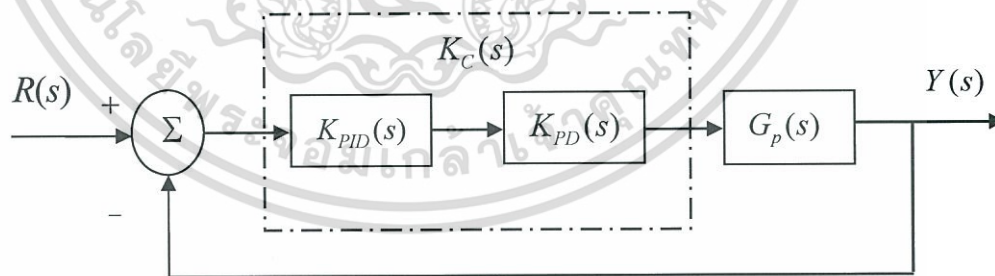 K_C(s)
R(s)
+
Σ
K_PID(s)
K_PD(s)
G_p(s)
Y(s)
−